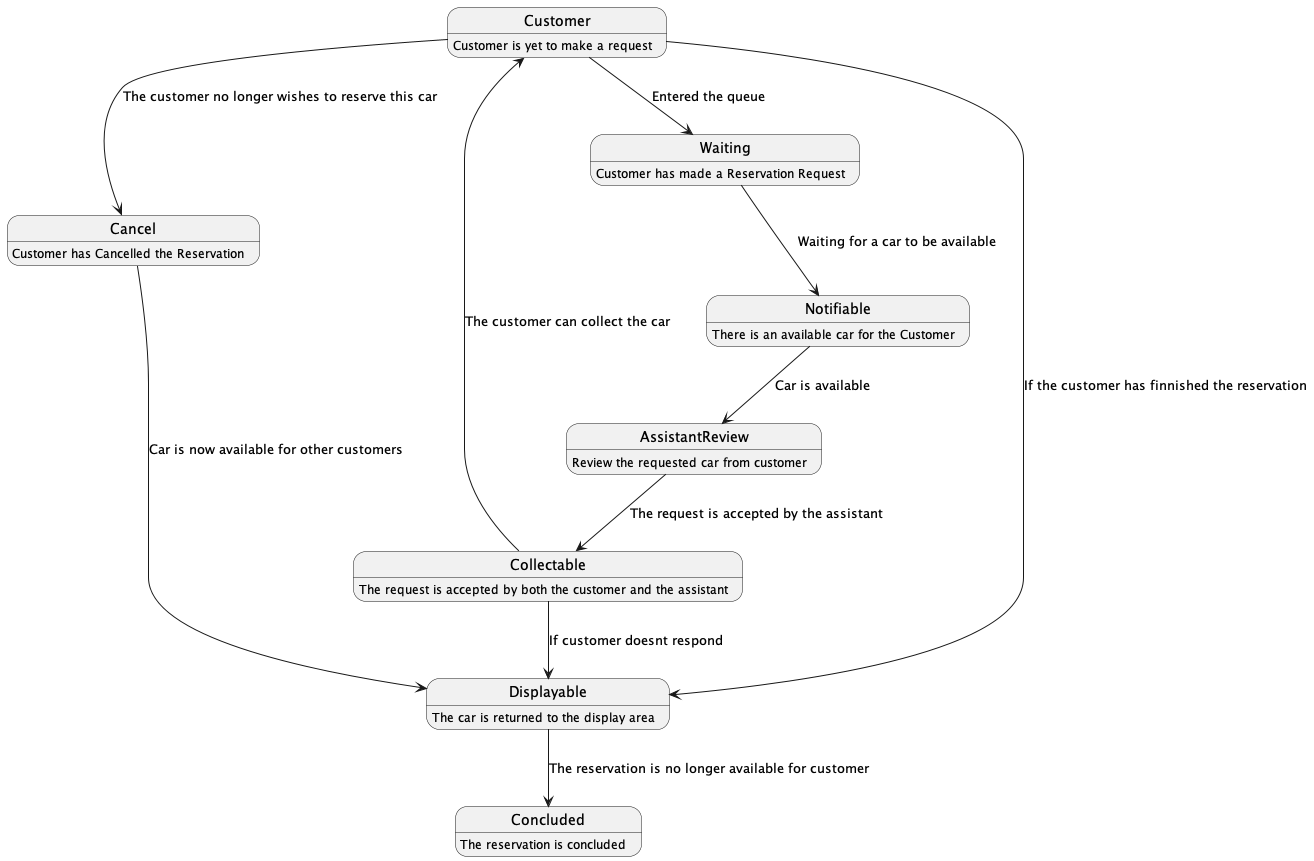 Customer
Customer is yet to make a request
The customer no longer wishes to reserve this car
Entered the queue
Waiting
Customer has made a Reservation Request
Cancel
Customer has Cancelled the Reservation
Waiting for a car to be available
Notifiable
There is an available car for the Customer
The customer can collect the car
Car is available
If the customer has finnished the reservation
AssistantReview
Review the requested car from customer
Car is now available for other customers
The request is accepted by the assistant
Collectable
The request is accepted by both the customer and the assistant
If customer doesnt respond
Displayable
The car is returned to the display area
The reservation is no longer available for customer
Concluded
The reservation is concluded